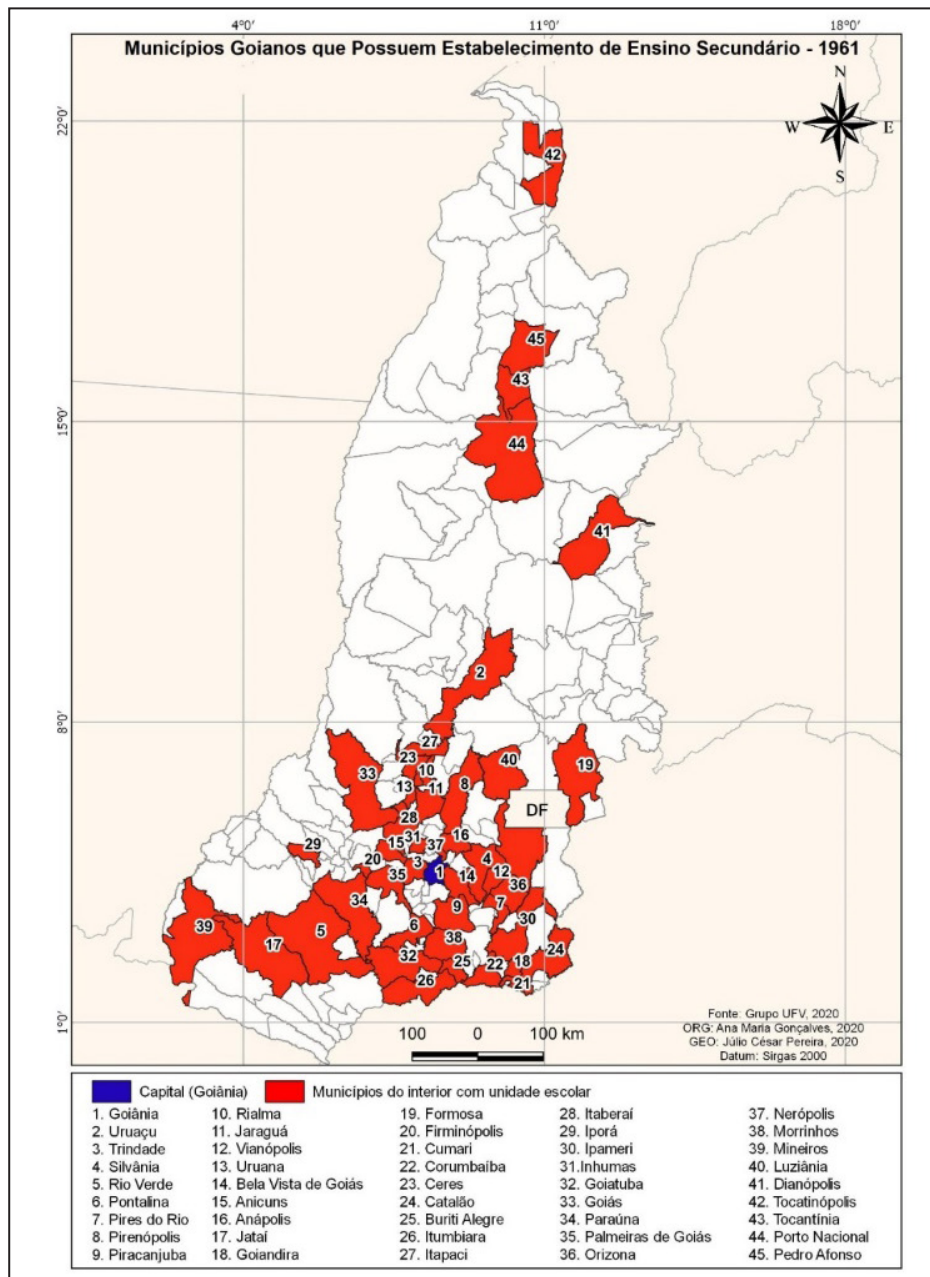 4°0' 11°0' 18°0'
Municípios Goianos que Possuem Estabelecimento de Ensino Secundário - 1961
N
W E
S
22°0'
42
45
43
15°0'
44
41
2
8°0'
27
23
33 10 40 19
13 11 8
28 DF
31
15 37 16
29
20 3 4
35 1 14 12
36
34 9 7
39 30
5 6
17 38 24
32 25 22 18
26 21
1°0'
100 0 100 km
Fonte: Grupo UFV, 2020
ORG: Ana Maria Gonçalves, 2020
GEO: Júlio César Pereira, 2020
Datum: Sirgas 2000
Capital (Goiânia) Municípios do interior com unidade escolar
1. Goiânia 10. Rialma 19. Formosa 28. Itaberaí 37. Nerópolis
2. Uruaçu 11. Jaraguá 20. Firminópolis 29. Iporá 38. Morrinhos
3. Trindade 12. Vianópolis 21. Cumari 30. Ipameri 39. Mineiros
4. Silvânia 13. Uruana 22. Corumbaíba 31.Inhumas 40. Luziânia
5. Rio Verde 14. Bela Vista de Goiás 23. Ceres 32. Goiatuba 41. Dianópolis
6. Pontalina 15. Anicuns 24. Catalão 33. Goiás 42. Tocatinópolis
7. Pires do Rio 16. Anápolis 25. Buriti Alegre 34. Paraúna 43. Tocantínia
8. Pirenópolis 17. Jataí 26. Itumbiara 35. Palmeiras de Goiás 44. Porto Nacional
9. Piracanjuba 18. Goiandira 27. Itapaci 36. Orizona 45. Pedro Afonso